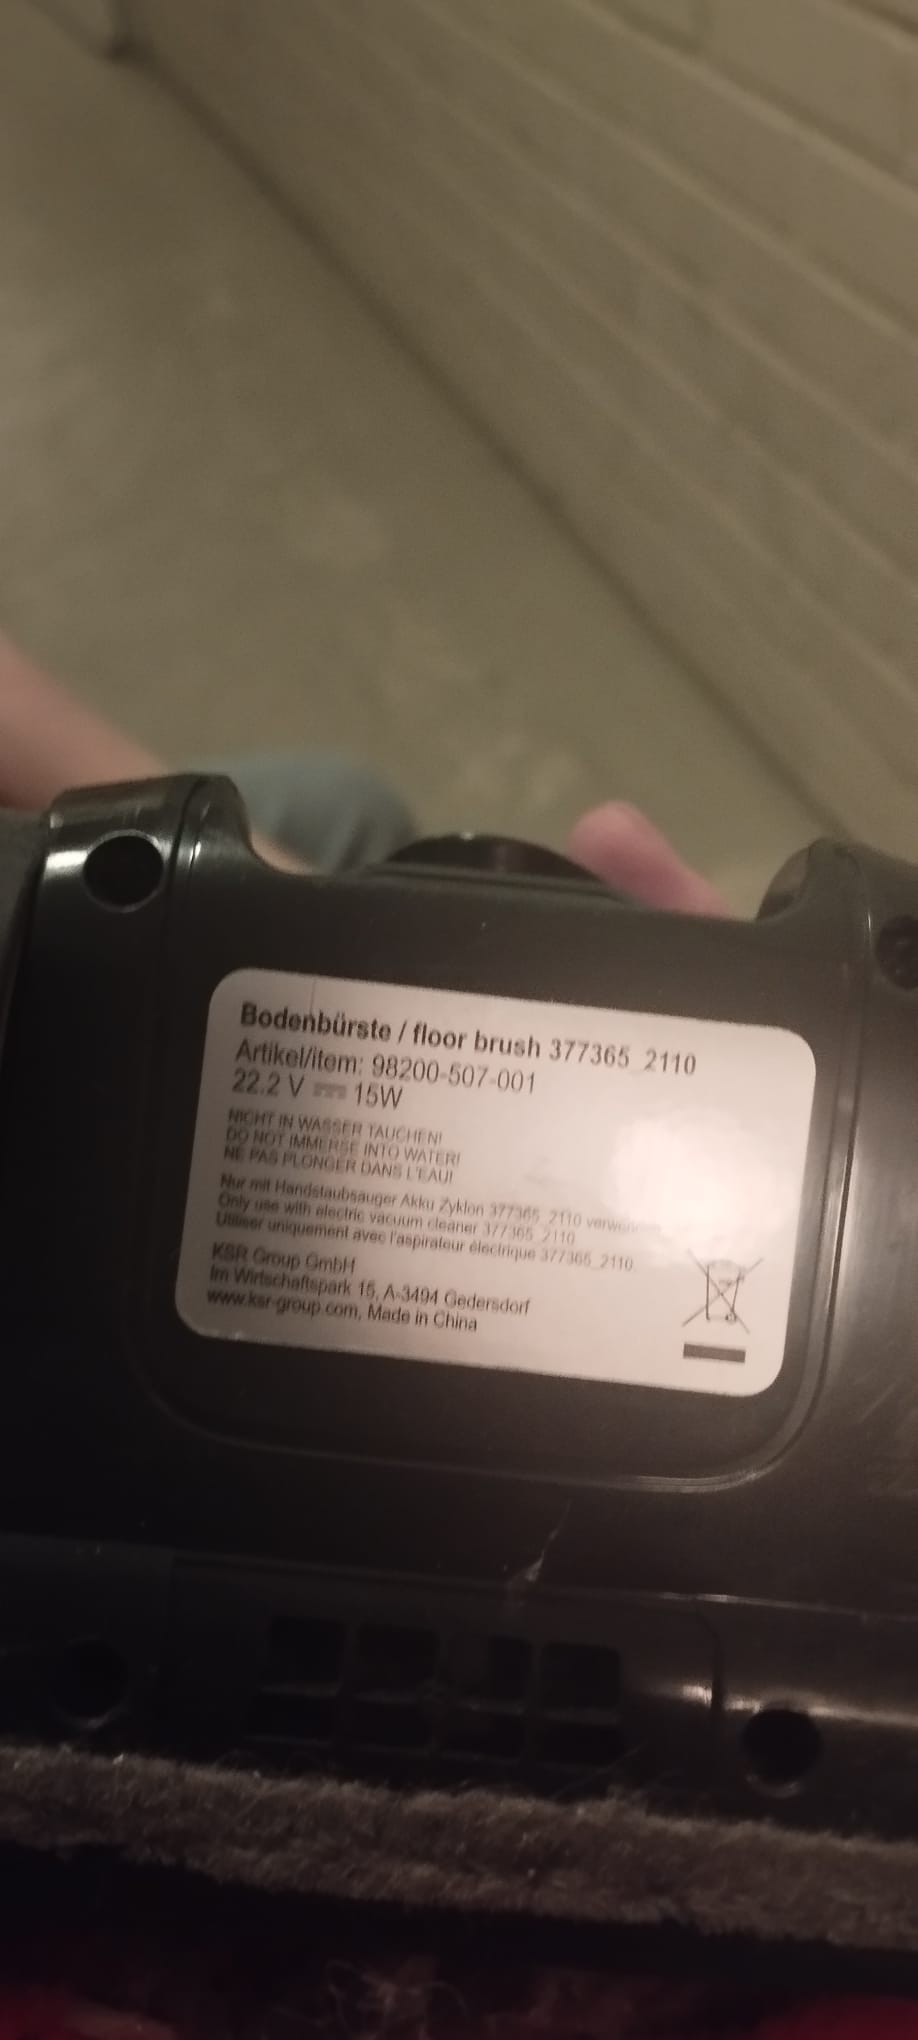 Bodenbürste / floor brush 377365_2110
Artikel/item: 98200-507-001
22.2 V ⎓ 15W
NICHT IN WASSER TAUCHEN!
DO NOT IMMERSE INTO WATER!
NE PAS PLONGER DANS L'EAU!
Nur mit Handstaubsauger Akku Zyklon 377365_2110
Only use with electric vacuum cleaner 377365_2110
Utiliser uniquement avec l'aspirateur électrique 377365_2110
KSR Group GmbH
Im Wirtschaftspark 15, A-3494 Gedersdorf
www.ksr-group.com, Made in China